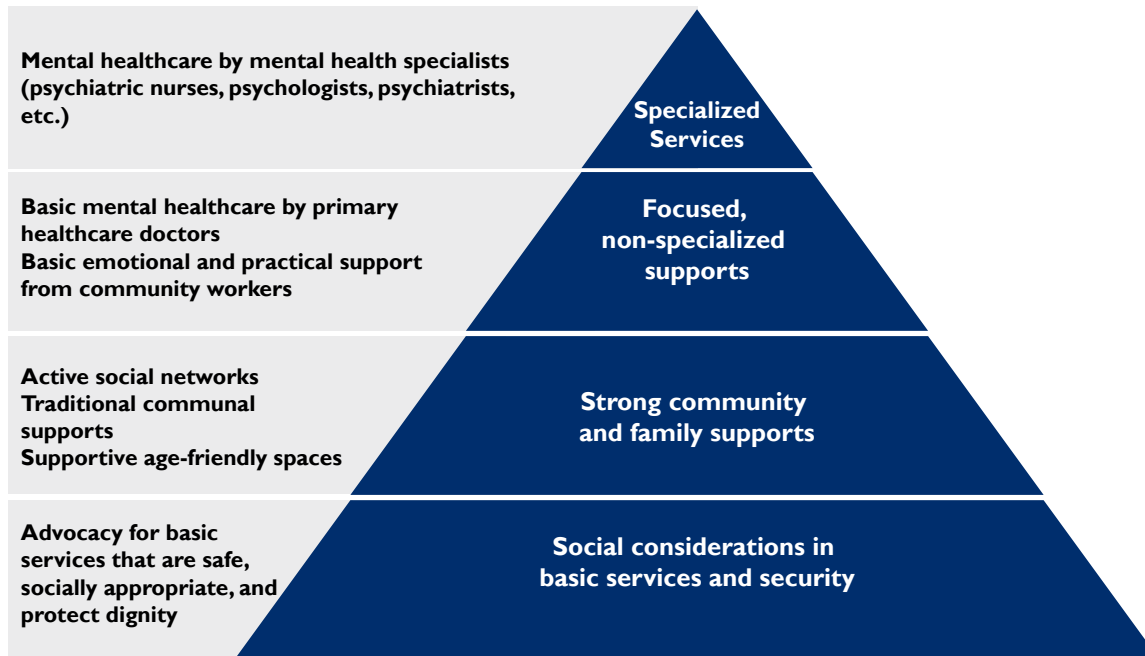 Mental healthcare by mental health specialists
(psychiatric nurses, psychologists, psychiatrists,
etc.)
Specialized
Services
Basic mental healthcare by primary
healthcare doctors
Basic emotional and practical support
from community workers
Focused,
non-specialized
supports
Active social networks
Traditional communal
supports
Supportive age-friendly spaces
Strong community
and family supports
Advocacy for basic
services that are safe,
socially appropriate, and
protect dignity
Social considerations in
basic services and security